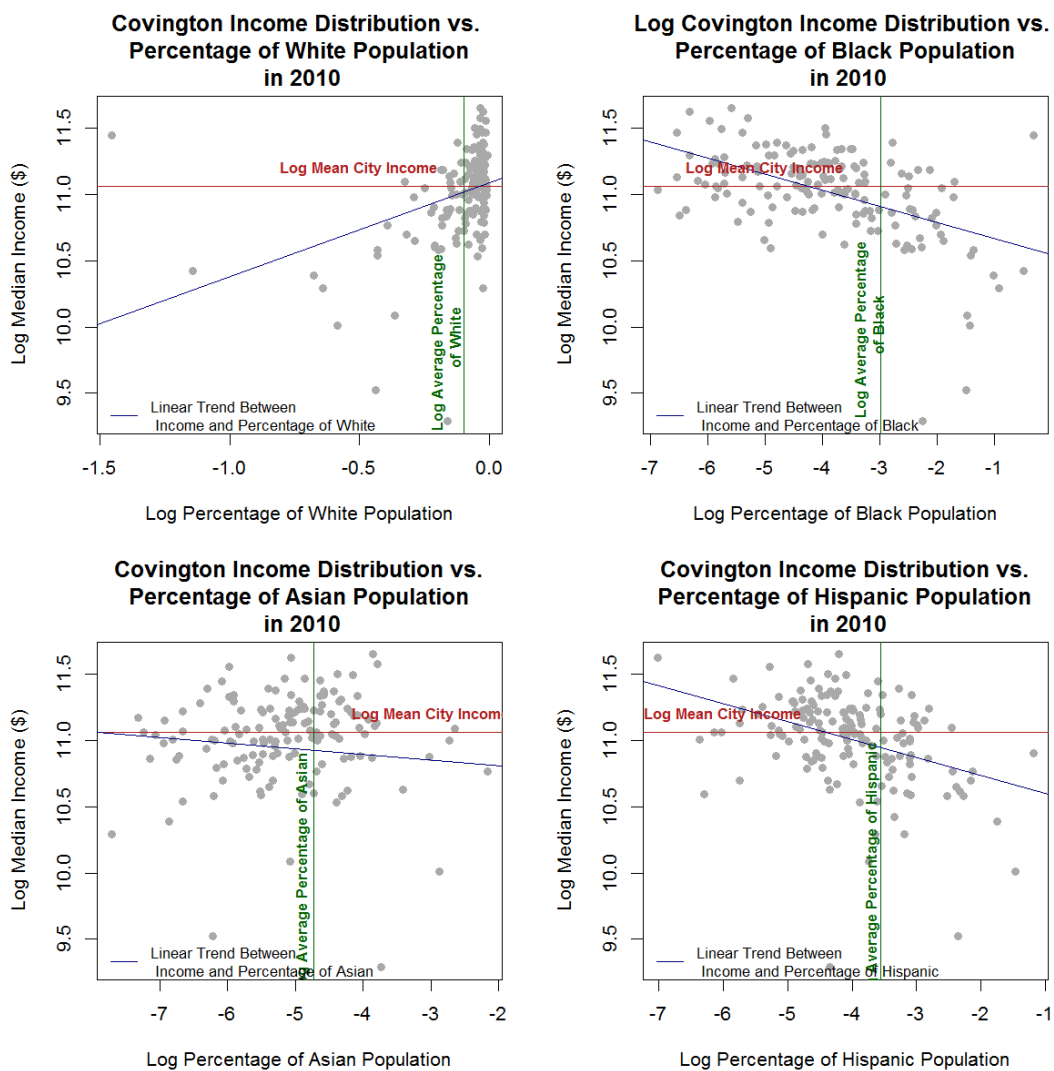 Covington Income Distribution vs.
Percentage of White Population
in 2010
Log Median Income ($)
11.5
11.0
10.5
10.0
9.5
Log Mean City Income
Log Average Percentage
of White
Linear Trend Between
Income and Percentage of White
-1.5 -1.0 -0.5 0.0
Log Percentage of White Population
Log Covington Income Distribution vs.
Percentage of Black Population
in 2010
Log Median Income ($)
11.5
11.0
10.5
10.0
9.5
Log Mean City Income
Log Average Percentage
of Black
Linear Trend Between
Income and Percentage of Black
-7 -6 -5 -4 -3 -2 -1
Log Percentage of Black Population
Covington Income Distribution vs.
Percentage of Asian Population
in 2010
Log Median Income ($)
11.5
11.0
10.5
10.0
9.5
Log Mean City Incom
g Average Percentage of Asian
Linear Trend Between
Income and Percentage of Asian
-7 -6 -5 -4 -3 -2
Log Percentage of Asian Population
Covington Income Distribution vs.
Percentage of Hispanic Population
in 2010
Log Median Income ($)
11.5
11.0
10.5
10.0
9.5
Log Mean City Income
Average Percentage of Hispanic
Linear Trend Between
Income and Percentage of Hispanic
-7 -6 -5 -4 -3 -2 -1
Log Percentage of Hispanic Population